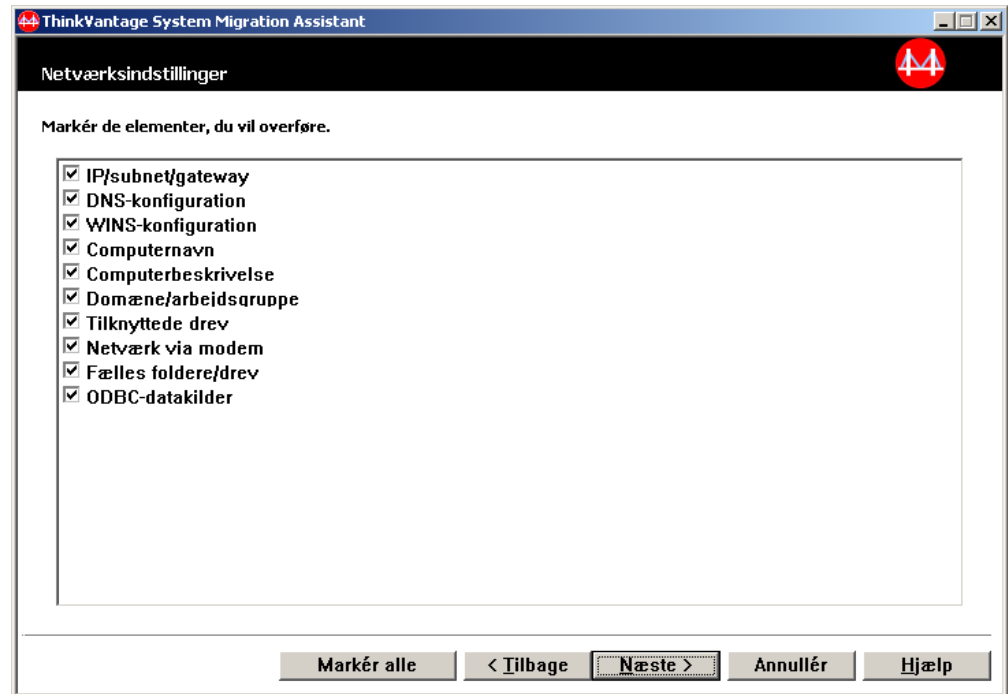 ThinkVantage System Migration Assistant
Netværksindstillinger
Markér de elementer, du vil overføre.
IP/subnet/gateway
DNS-konfiguration
WINS-konfiguration
Computernavn
Computerbeskrivelse
Domæne/arbejdsgruppe
Tilknyttede drev
Netværk via modem
Fælles foldere/drev
ODBC-datakilder
Markér alle < Tilbage Næste > Annullér Hjælp